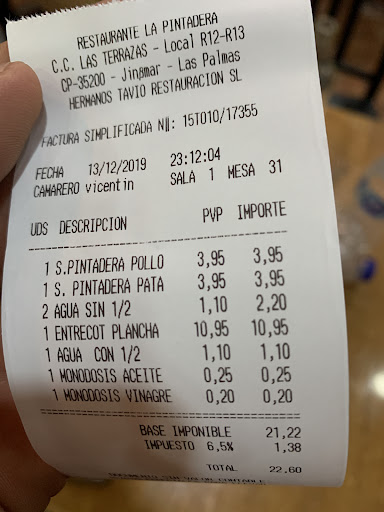 RESTAURANTE LA PINTADERA
C.C. LAS TERRAZAS - Local R12-R13
CP-35200 - Jinamar - Las Palmas
HERMANOS TAVIO RESTAURACION SL
FACTURA SIMPLIFICADA Nº: 15T010/17355
FECHA 13/12/2019 23:12:04
CAMARERO vicentin SALA 1 MESA 31
UDS DESCRIPCION PVP IMPORTE
1 S.PINTADERA POLLO 3,95 3,95
1 S. PINTADERA PATA 3,95 3,95
2 AGUA SIN 1/2 1,10 2,20
1 ENTRECOT PLANCHA 10,95 10,95
1 AGUA CON 1/2 1,10 1,10
1 MONODOSIS ACEITE 0,25 0,25
1 MONODOSIS VINAGRE 0,20 0,20
BASE IMPONIBLE 21,22
IMPUESTO 6,5% 1,38
TOTAL 22,60